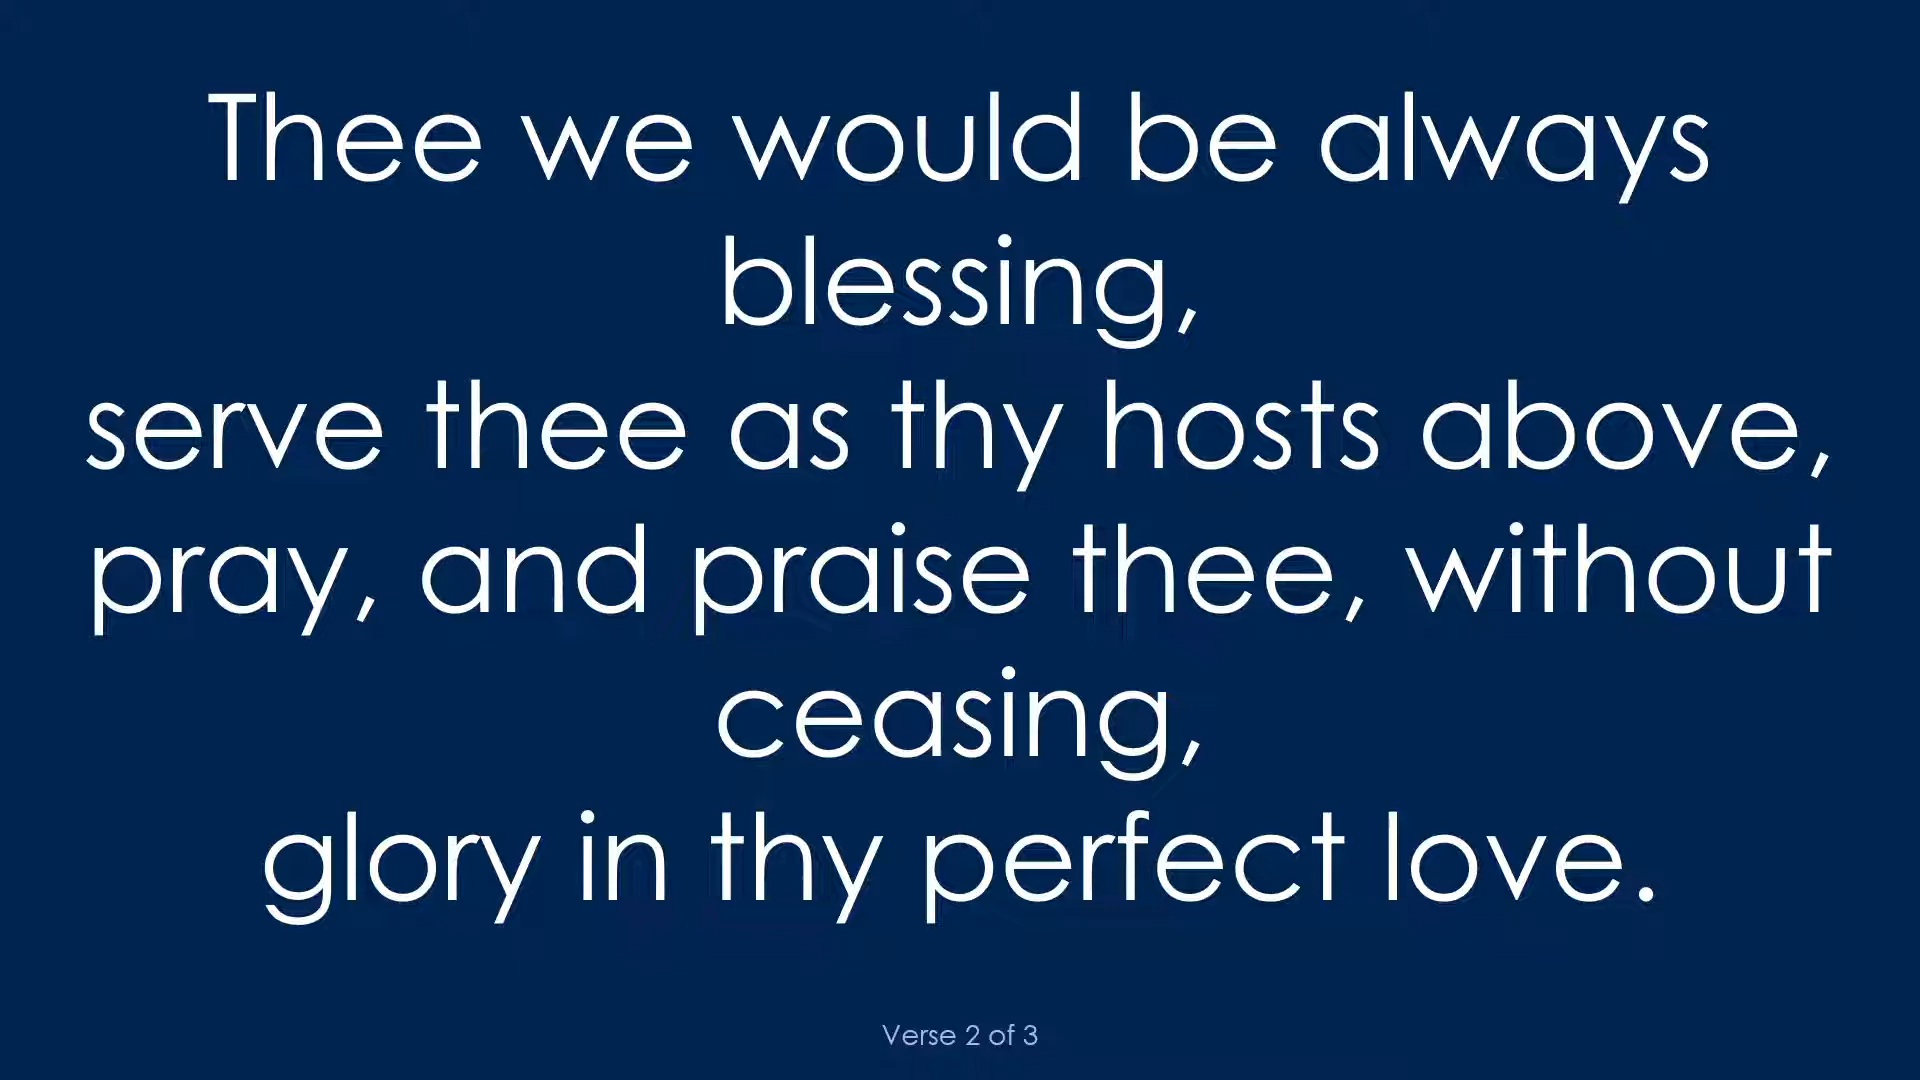 Thee we would be always
blessing,
serve thee as thy hosts above,
pray, and praise thee, without
ceasing,
glory in thy perfect love.
Verse 2 of 3